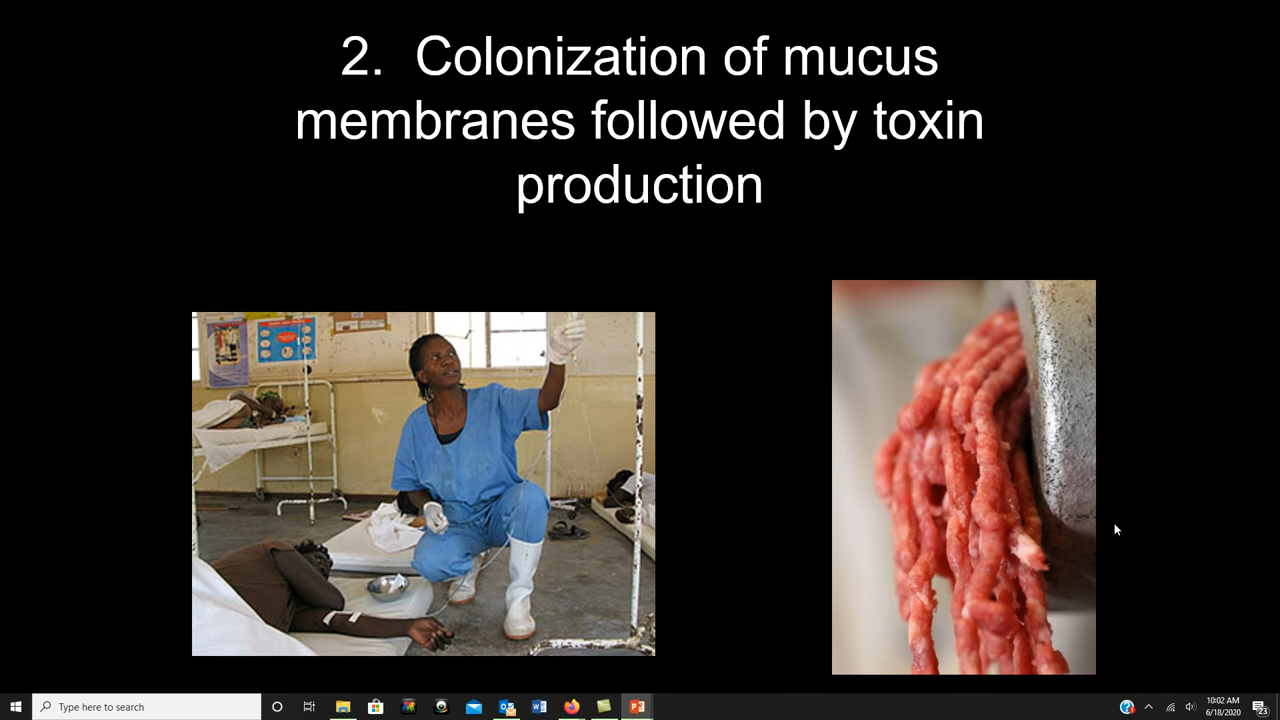 2.  Colonization of mucus
membranes followed by toxin
production
Type here to search
10:02 AM
6/18/2020
23